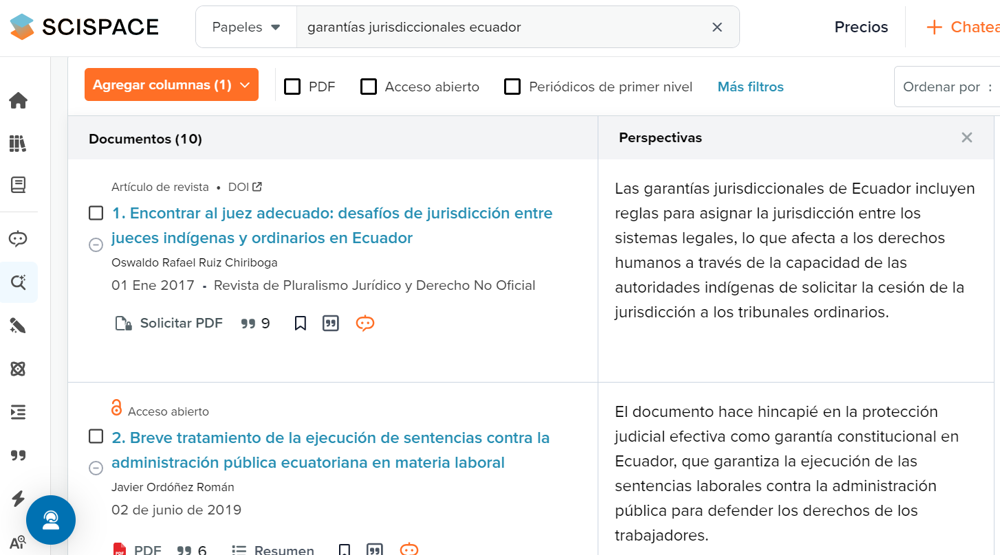 SCISPACE
Papeles
garantías jurisdiccionales ecuador
Precios
Chatea
Agregar columnas (1)
PDF
Acceso abierto
Periódicos de primer nivel
Más filtros
Ordenar por :
Documentos (10)
Perspectivas
Artículo de revista • DOI
1. Encontrar al juez adecuado: desafíos de jurisdicción entre
jueces indígenas y ordinarios en Ecuador
Oswaldo Rafael Ruiz Chiriboga
01 Ene 2017 • Revista de Pluralismo Jurídico y Derecho No Oficial
Solicitar PDF
9
Las garantías jurisdiccionales de Ecuador incluyen
reglas para asignar la jurisdicción entre los
sistemas legales, lo que afecta a los derechos
humanos a través de la capacidad de las
autoridades indígenas de solicitar la cesión de la
jurisdicción a los tribunales ordinarios.
Acceso abierto
2. Breve tratamiento de la ejecución de sentencias contra la
administración pública ecuatoriana en materia laboral
Javier Ordóñez Román
02 de junio de 2019
PDF
6
Resumen
El documento hace hincapié en la protección
judicial efectiva como garantía constitucional en
Ecuador, que garantiza la ejecución de las
sentencias laborales contra la administración
pública para defender los derechos de los
trabajadores.